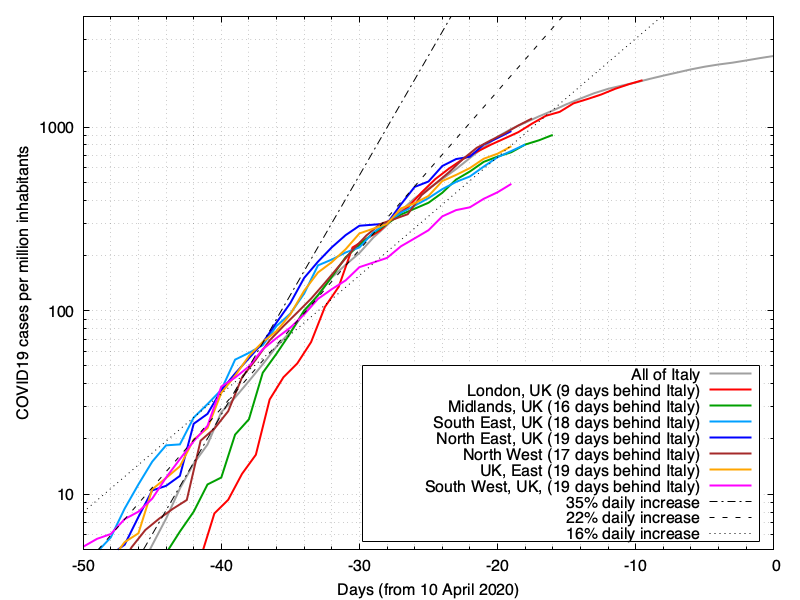 COVID19 cases per million inhabitants
1000
100
10
All of Italy
London, UK (9 days behind Italy)
Midlands, UK (16 days behind Italy)
South East, UK (18 days behind Italy)
North East, UK (19 days behind Italy)
North West (17 days behind Italy)
UK, East (19 days behind Italy)
South West, UK, (19 days behind Italy)
35% daily increase
22% daily increase
16% daily increase
-50 -40 -30 -20 -10 0
Days (from 10 April 2020)